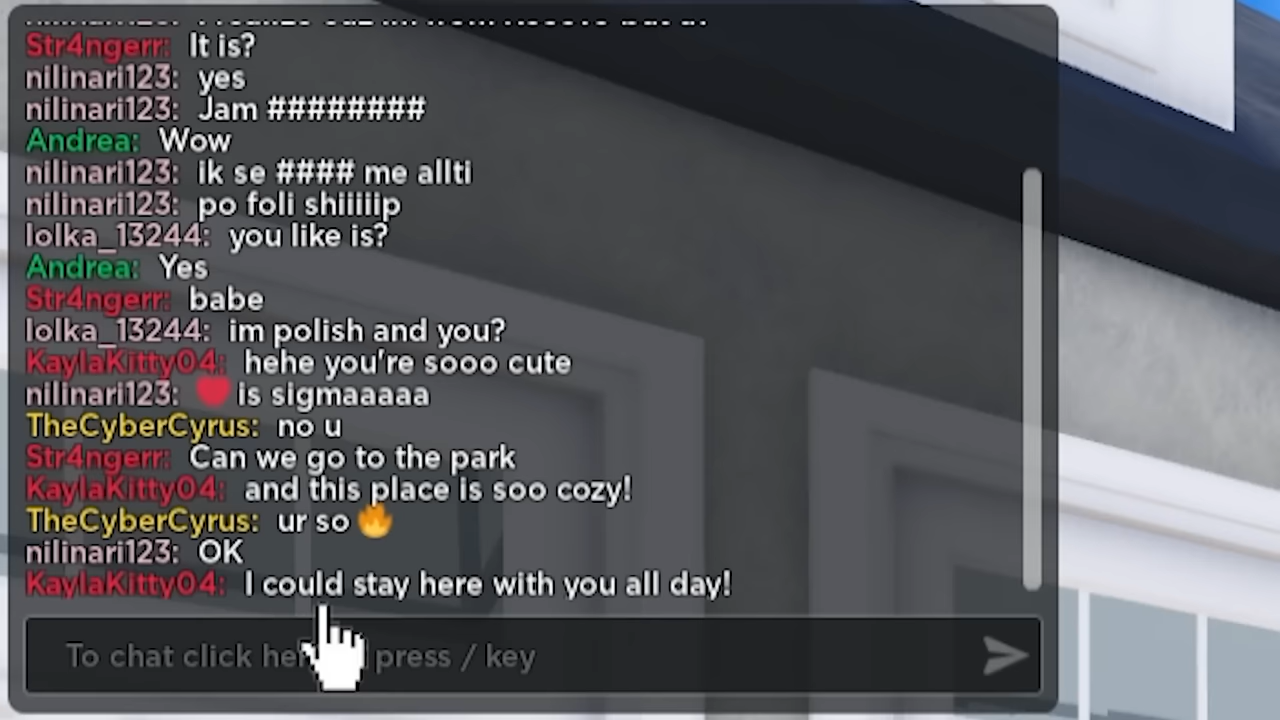 Str4ngerr: It is?
nilinari123: yes
nilinari123: Jam ########
Andrea: Wow
nilinari123: ik se #### me allti
nilinari123: po foli shiiiiip
lolka_13244: you like is?
Andrea: Yes
Str4ngerr: babe
lolka_13244: im polish and you?
KaylaKitty04: hehe you're sooo cute
nilinari123: ❤️ is sigmaaaaa
TheCyberCyrus: no u
Str4ngerr: Can we go to the park
KaylaKitty04: and this place is soo cozy!
TheCyberCyrus: ur so 🔥
nilinari123: OK
KaylaKitty04: I could stay here with you all day!
To chat click press / key